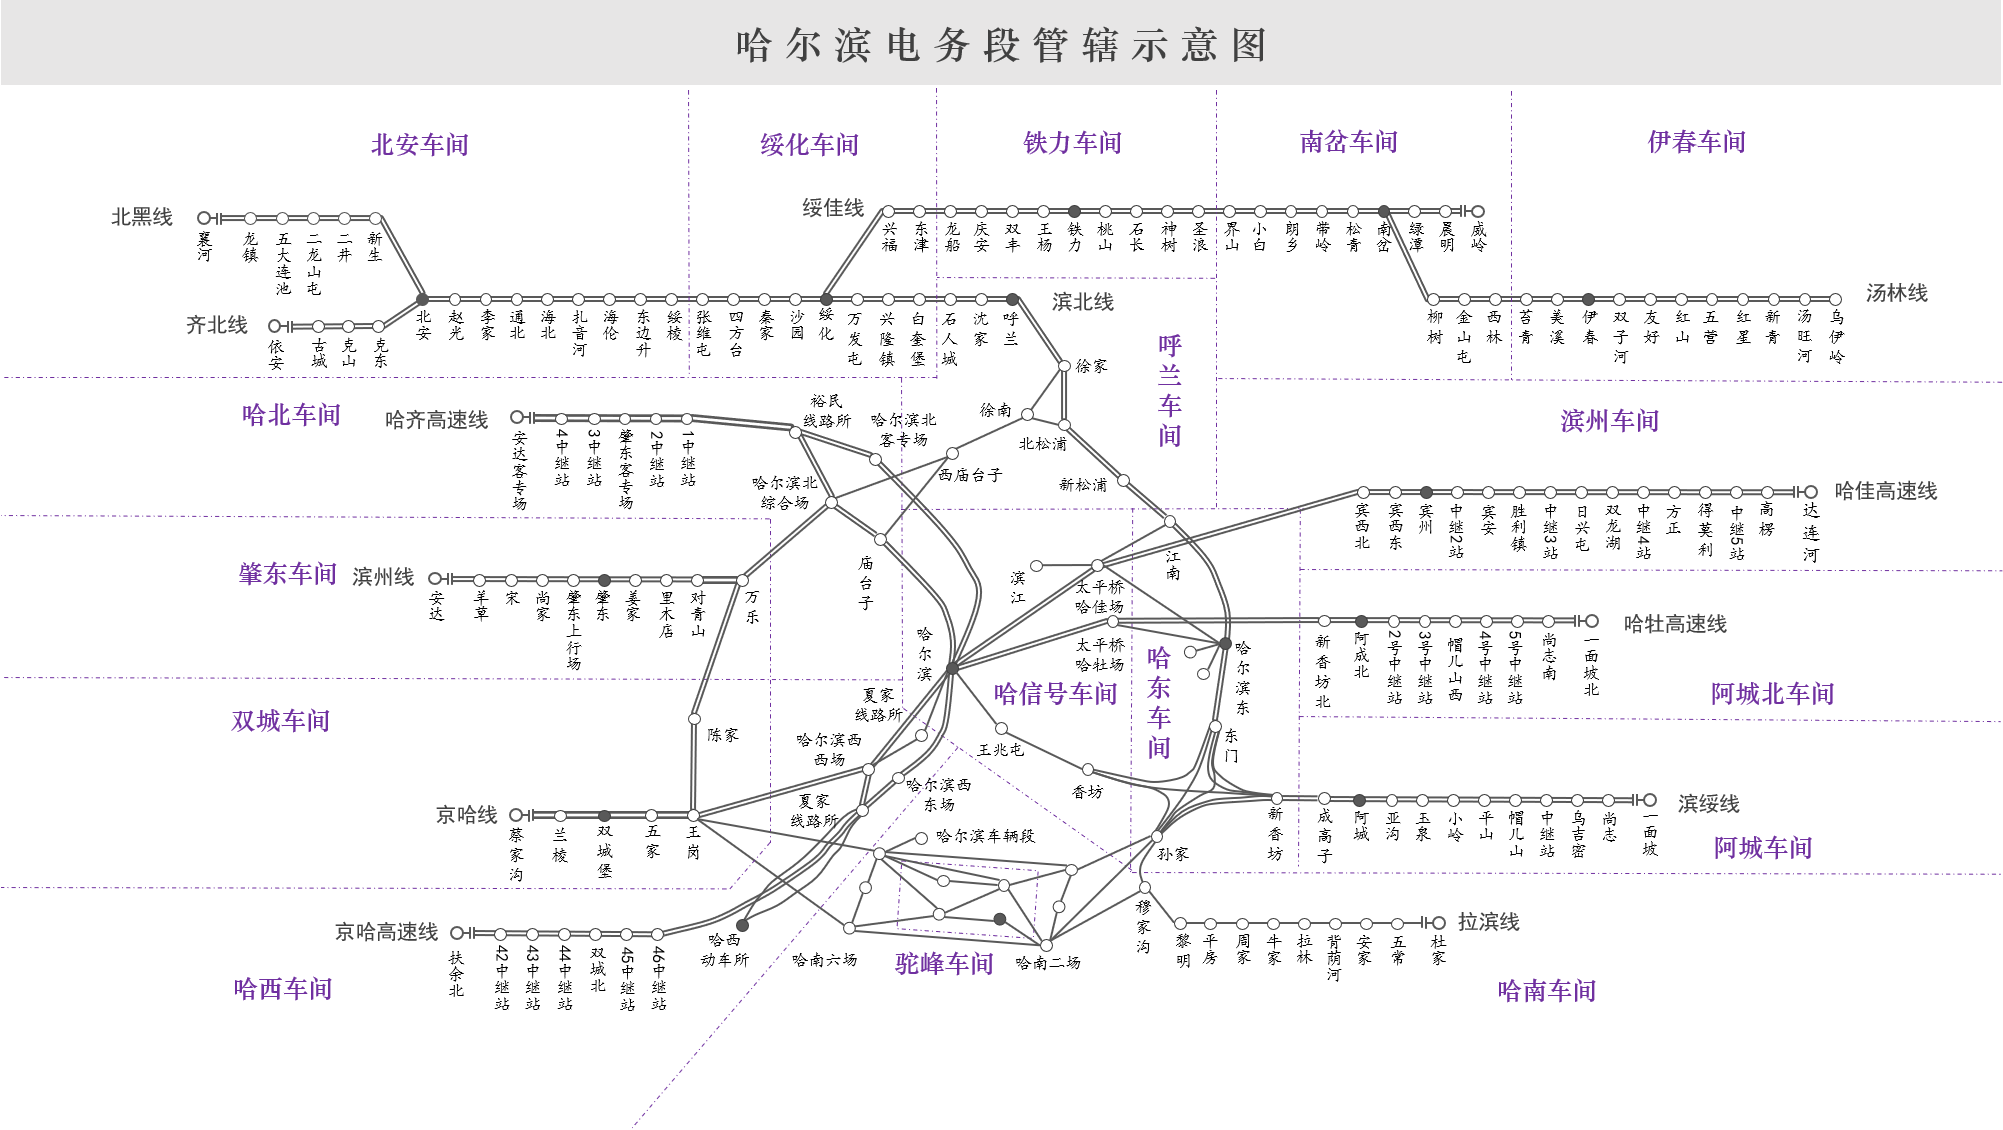 哈尔滨电务段管辖示意图
北安车间
绥化车间
铁力车间
南岔车间
伊春车间
北黑线
襄河
龙镇
五大连池
二龙山屯
二井
新生
绥佳线
兴福
东津
龙船
庆安
双丰
王杨
铁力
桃山
石长
神树
圣浪
界山
小白
朗乡
带岭
松青
南岔
绿潭
晨明
威岭
齐北线
依安
古城
克山
克东
北安
赵光
李家
通北
海北
扎音河
海伦
东边升
绥棱
张维屯
四方台
秦家
沙园
绥化
万发屯
兴隆镇
白奎堡
石人城
沈家
呼兰
滨北线
柳树
金山屯
西林
苔青
美溪
伊春
双子河
友好
红山
五营
红星
新青
汤旺河
乌伊岭
汤林线
呼兰车间
徐家
徐南
北松浦
西庙台子
新松浦
江南
哈北车间
哈齐高速线
安达客专场
4中继站
3中继站
肇东客专场
2中继站
1中继站
裕民
线路所
哈尔滨北
客专场
哈尔滨北
综合场
庙台子
滨州车间
宾西北
宾西东
宾州
中继2站
宾安
胜利镇
中继3站
日兴屯
双龙湖
中继4站
方正
得莫利
中继5站
高楞
达连河
哈佳高速线
肇东车间
滨州线
安达
羊草
宋
尚家
肇东上行场
肇东
姜家
里木店
对青山
万乐
滨江
太平桥
哈佳场
太平桥
哈牡场
哈尔滨
哈信号车间
哈东车间
哈尔滨东
东门
新香坊北
阿城北
2号中继站
3号中继站
帽儿山西
4号中继站
5号中继站
尚志南
一面坡北
哈牡高速线
阿城北车间
双城车间
陈家
夏家
线路所
哈尔滨西
西场
哈尔滨西
东场
夏家
线路所
王兆屯
香坊
京哈线
蔡家沟
兰棱
双城堡
五家
王岗
哈尔滨车辆段
孙家
新香坊
成高子
阿城
亚沟
玉泉
小岭
平山
帽儿山
中继站
乌吉密
尚志
一面坡
滨绥线
阿城车间
京哈高速线
扶余北
42中继站
43中继站
44中继站
双城北
45中继站
46中继站
哈西
动车所
哈西车间
哈南六场
驼峰车间
哈南二场
穆家沟
黎明
平房
周家
牛家
拉林
背荫河
安家
五常
杜家
拉滨线
哈南车间